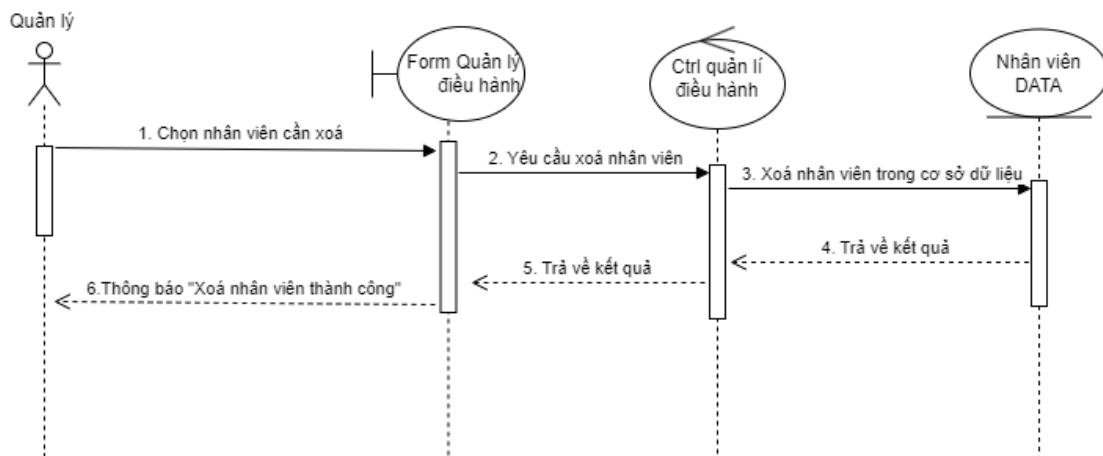 Quản lý
Form Quản lý
điều hành
Ctrl quản lí
điều hành
Nhân viên
DATA
1. Chọn nhân viên cần xoá
2. Yêu cầu xoá nhân viên
3. Xoá nhân viên trong cơ sở dữ liệu
4. Trả về kết quả
5. Trả về kết quả
6.Thông báo "Xoá nhân viên thành công"